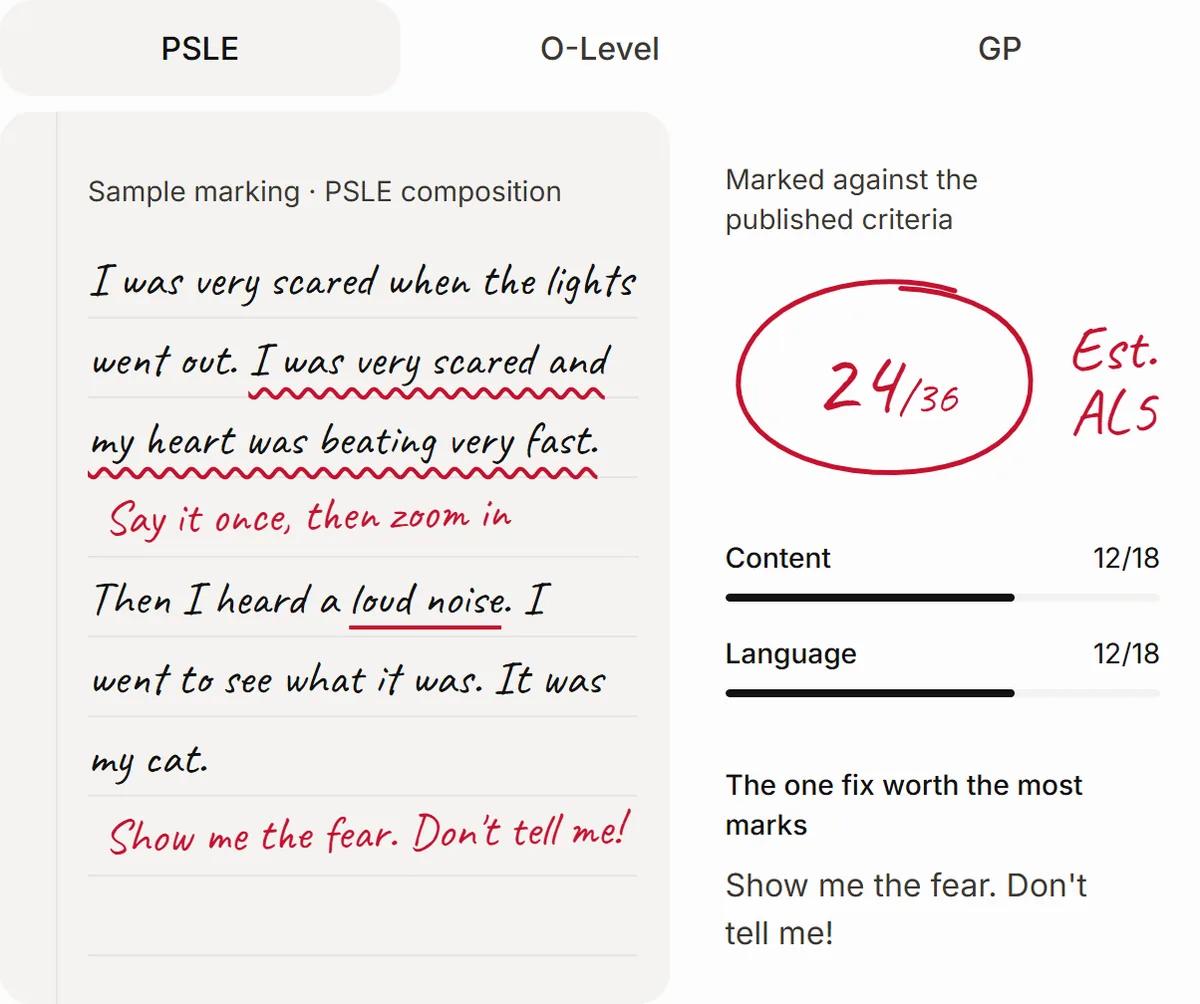 PSLE
O-Level
GP
Sample marking · PSLE composition
I was very scared when the lights
went out. I was very scared and
my heart was beating very fast.
Say it once, then zoom in
Then I heard a loud noise. I
went to see what it was. It was
my cat.
Show me the fear. Don't tell me!
Marked against the
published criteria
24/36
Est.
AL5
Content 12/18
Language 12/18
The one fix worth the most
marks
Show me the fear. Don't
tell me!